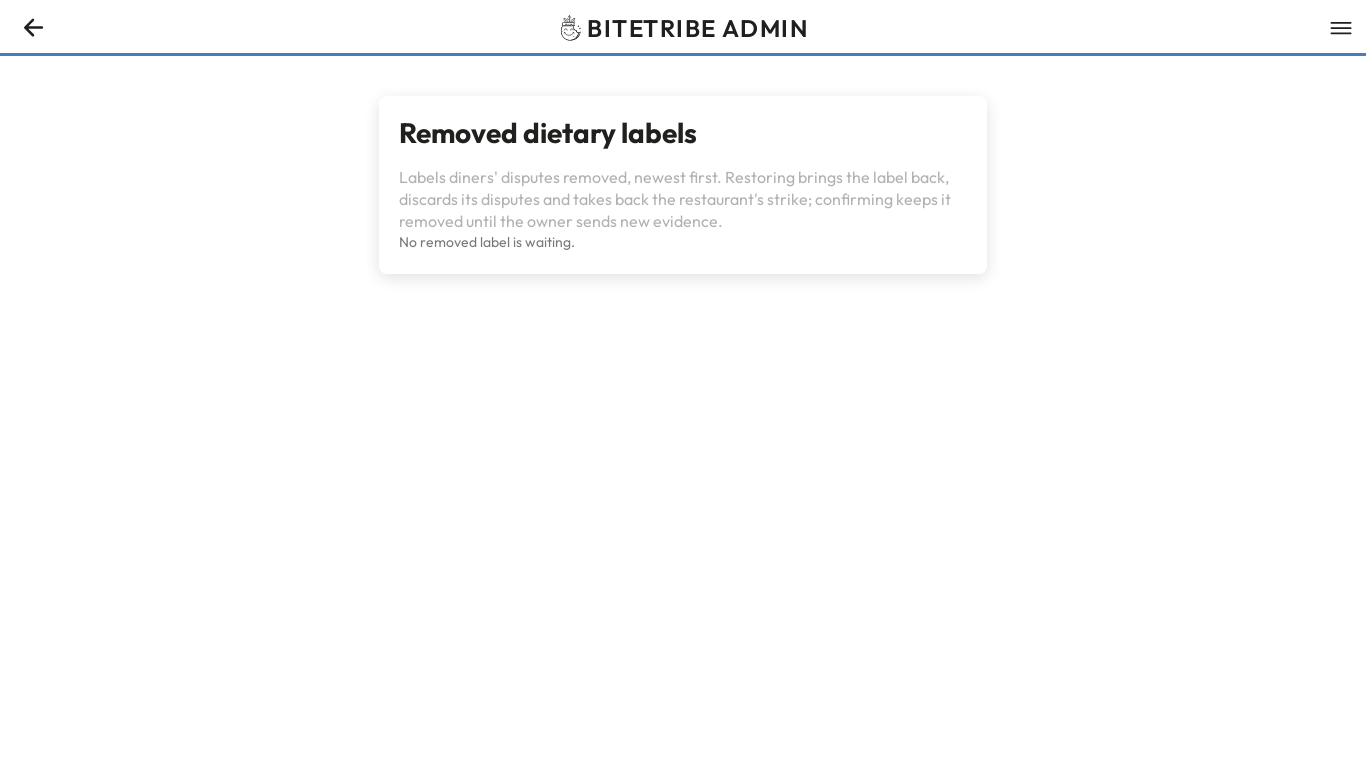 BITETRIBE ADMIN
Removed dietary labels
Labels diners' disputes removed, newest first. Restoring brings the label back,
discards its disputes and takes back the restaurant's strike; confirming keeps it
removed until the owner sends new evidence.
No removed label is waiting.